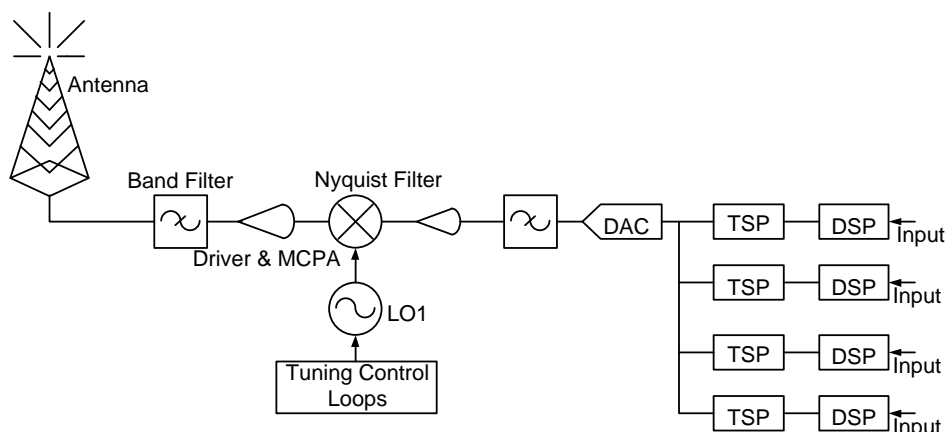 Antenna
Band Filter
Nyquist Filter
Driver & MCPA
DAC
TSP
DSP
Input
TSP
DSP
Input
LO1
TSP
DSP
Input
Tuning Control
Loops
TSP
DSP
Input